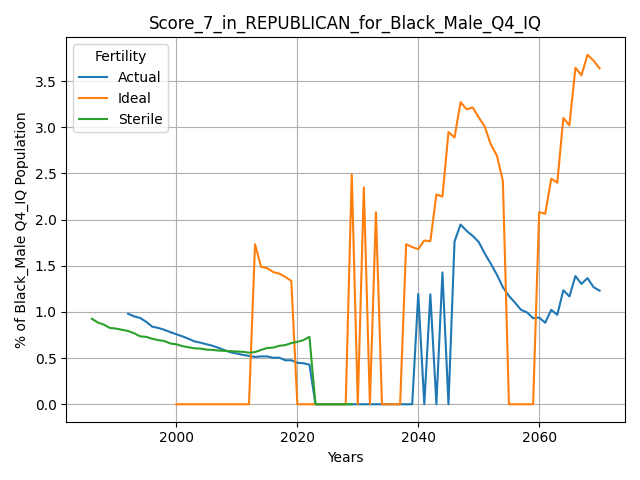 Score_7_in_REPUBLICAN_for_Black_Male_Q4_IQ
Fertility
Actual
Ideal
Sterile
% of Black_Male Q4_IQ Population
3.5
3.0
2.5
2.0
1.5
1.0
0.5
0.0
2000
2020
2040
2060
Years